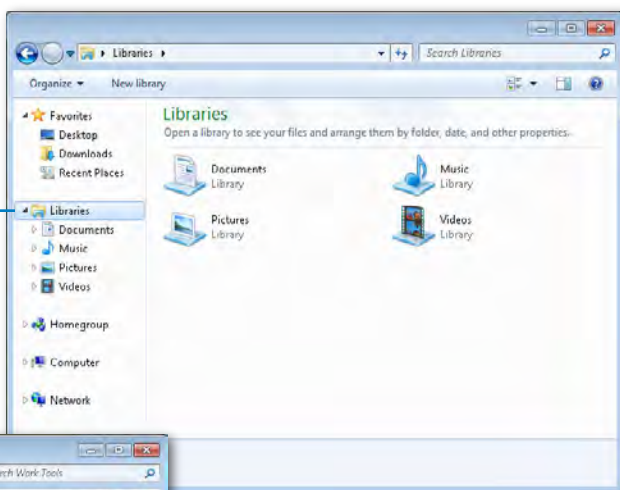 Libraries
Search Libraries
Organize
New library
Favorites
Desktop
Downloads
Recent Places
Libraries
Documents
Music
Pictures
Videos
Homegroup
Computer
Network
Libraries
Open a library to see your files and arrange them by folder, date, and other properties.
Documents
Library
Music
Library
Pictures
Library
Videos
Library
rch Work Tools